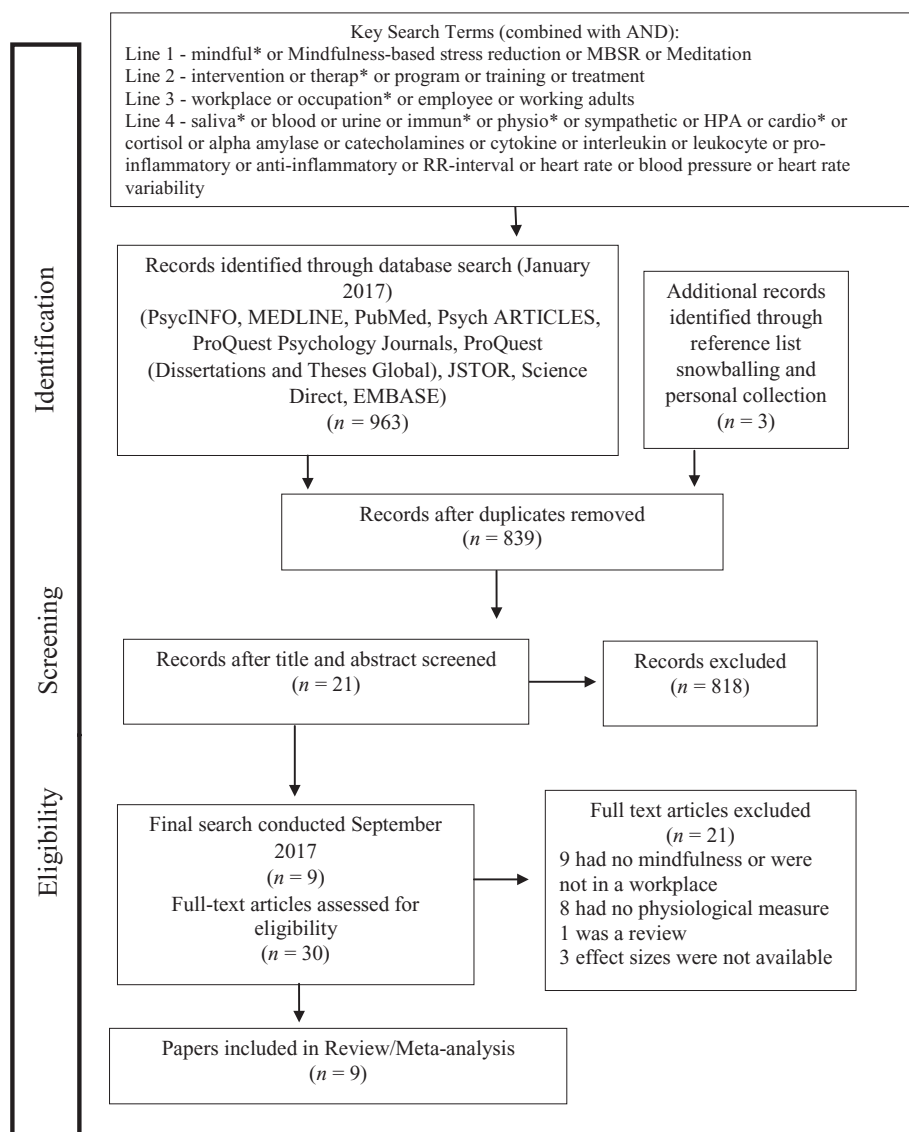 Key Search Terms (combined with AND):
Line 1 - mindful* or Mindfulness-based stress reduction or MBSR or Meditation
Line 2 - intervention or therap* or program or training or treatment
Line 3 - workplace or occupation* or employee or working adults
Line 4 - saliva* or blood or urine or immun* or physio* or sympathetic or HPA or cardio* or
cortisol or alpha amylase or catecholamines or cytokine or interleukin or leukocyte or pro-
inflammatory or anti-inflammatory or RR-interval or heart rate or blood pressure or heart rate
variability
Identification
Records identified through database search (January
2017)
(PsycINFO, MEDLINE, PubMed, Psych ARTICLES,
ProQuest Psychology Journals, ProQuest
(Dissertations and Theses Global), JSTOR, Science
Direct, EMBASE)
(n = 963)
Additional records
identified through
reference list
snowballing and
personal collection
(n = 3)
Records after duplicates removed
(n = 839)
Screening
Records after title and abstract screened
(n = 21)
Records excluded
(n = 818)
Eligibility
Final search conducted September
2017
(n = 9)
Full-text articles assessed for
eligibility
(n = 30)
Full text articles excluded
(n = 21)
9 had no mindfulness or were
not in a workplace
8 had no physiological measure
1 was a review
3 effect sizes were not available
Papers included in Review/Meta-analysis
(n = 9)